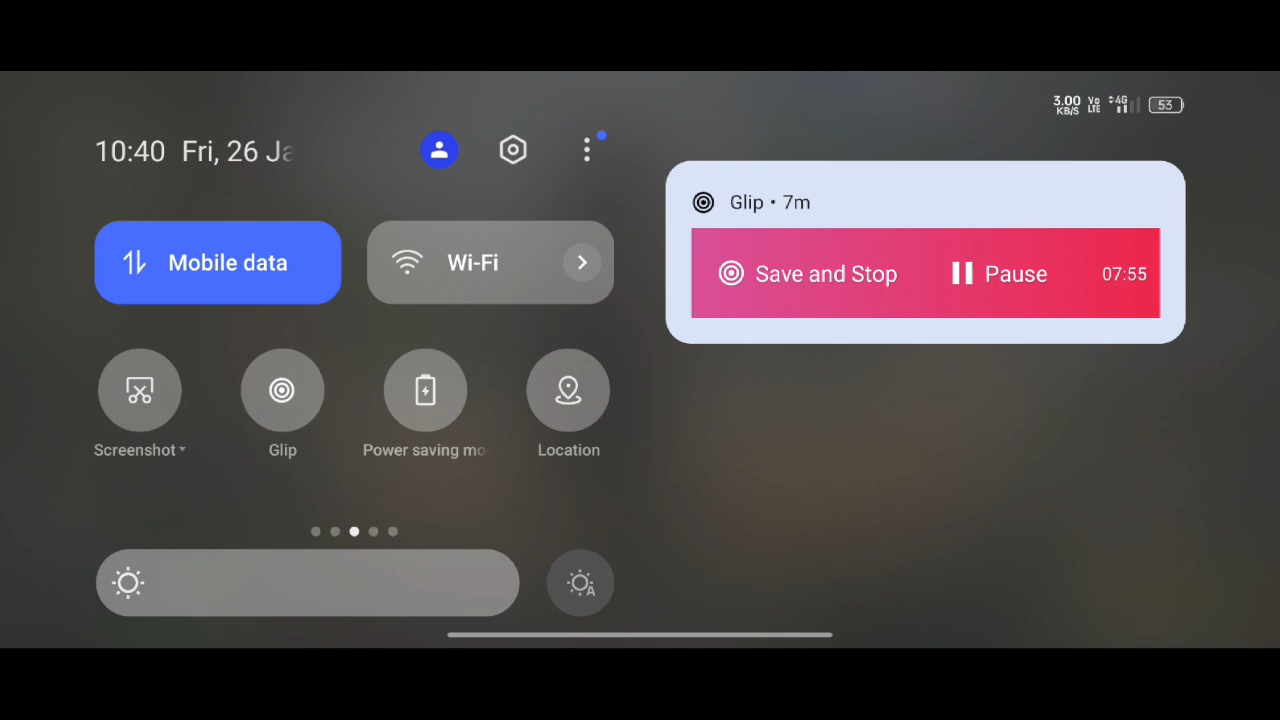 3.00 KB/S Vo LTE 4G 53
10:40 Fri, 26 Ja
Glip • 7m
Mobile data
Wi-Fi
Save and Stop
Pause
07:55
Screenshot
Glip
Power saving mo
Location
A